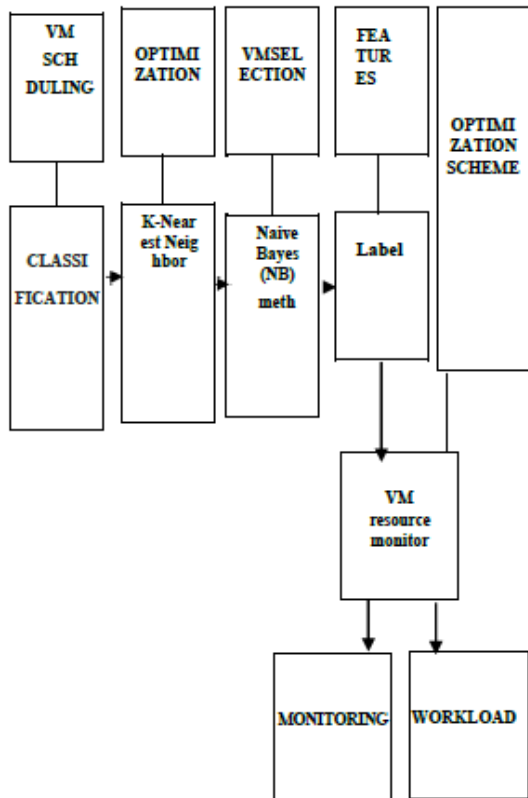 VM
SCH
DULING
OPTIMI
ZATION
VMSEL
ECTION
FEA
TUR
ES
OPTIMI
ZATION
SCHEME
CLASSI
FICATION
K-Near
est Neig
hbor
Naive
Bayes
(NB)
meth
Label
VM
resource
monitor
MONITORING
WORKLOAD